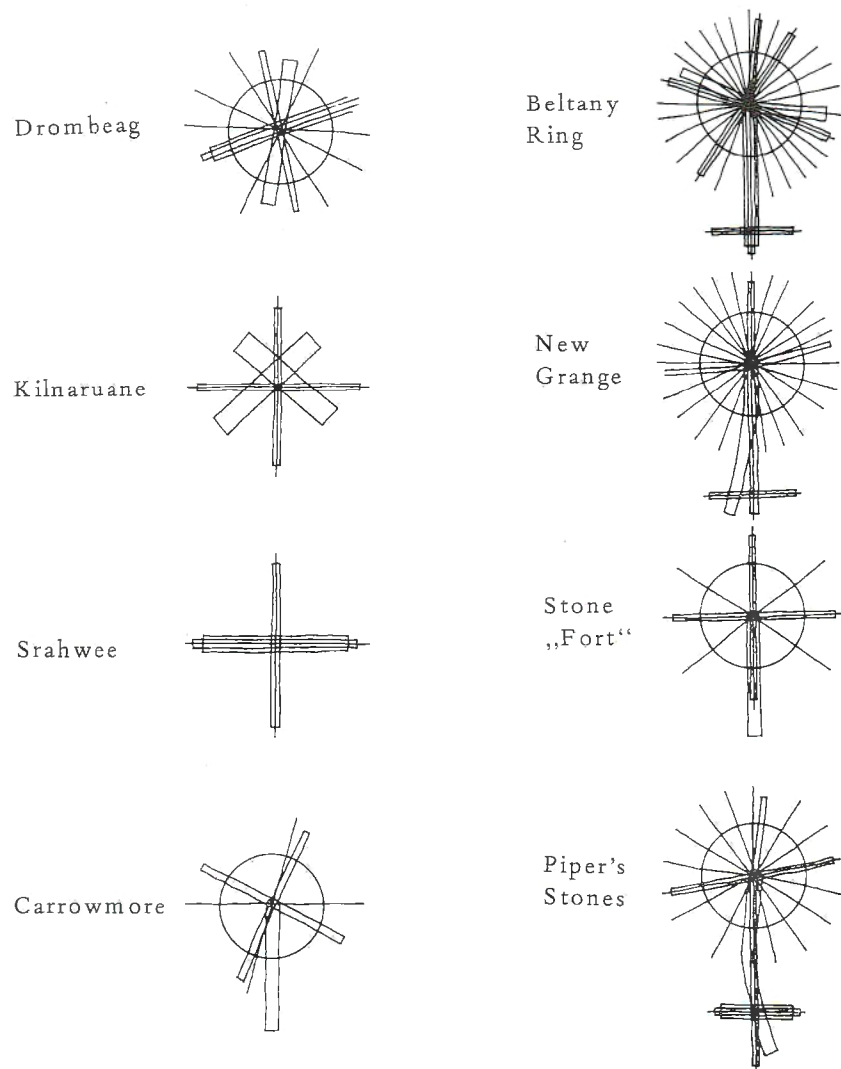 Drombeag
Kilnaruane
Srahwee
Carrowmore
Beltany
Ring
New
Grange
Stone
„Fort“
Piper's
Stones